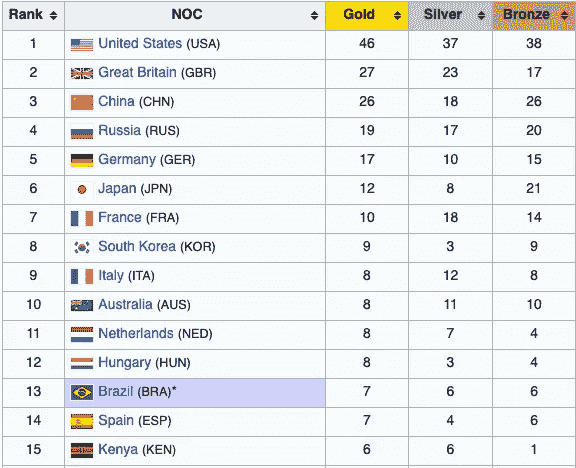 Rank NOC Gold Silver Bronze
1 United States (USA) 46 37 38
2 Great Britain (GBR) 27 23 17
3 China (CHN) 26 18 26
4 Russia (RUS) 19 17 20
5 Germany (GER) 17 10 15
6 Japan (JPN) 12 8 21
7 France (FRA) 10 18 14
8 South Korea (KOR) 9 3 9
9 Italy (ITA) 8 12 8
10 Australia (AUS) 8 11 10
11 Netherlands (NED) 8 7 4
12 Hungary (HUN) 8 3 4
13 Brazil (BRA)* 7 6 6
14 Spain (ESP) 7 4 6
15 Kenya (KEN) 6 6 1